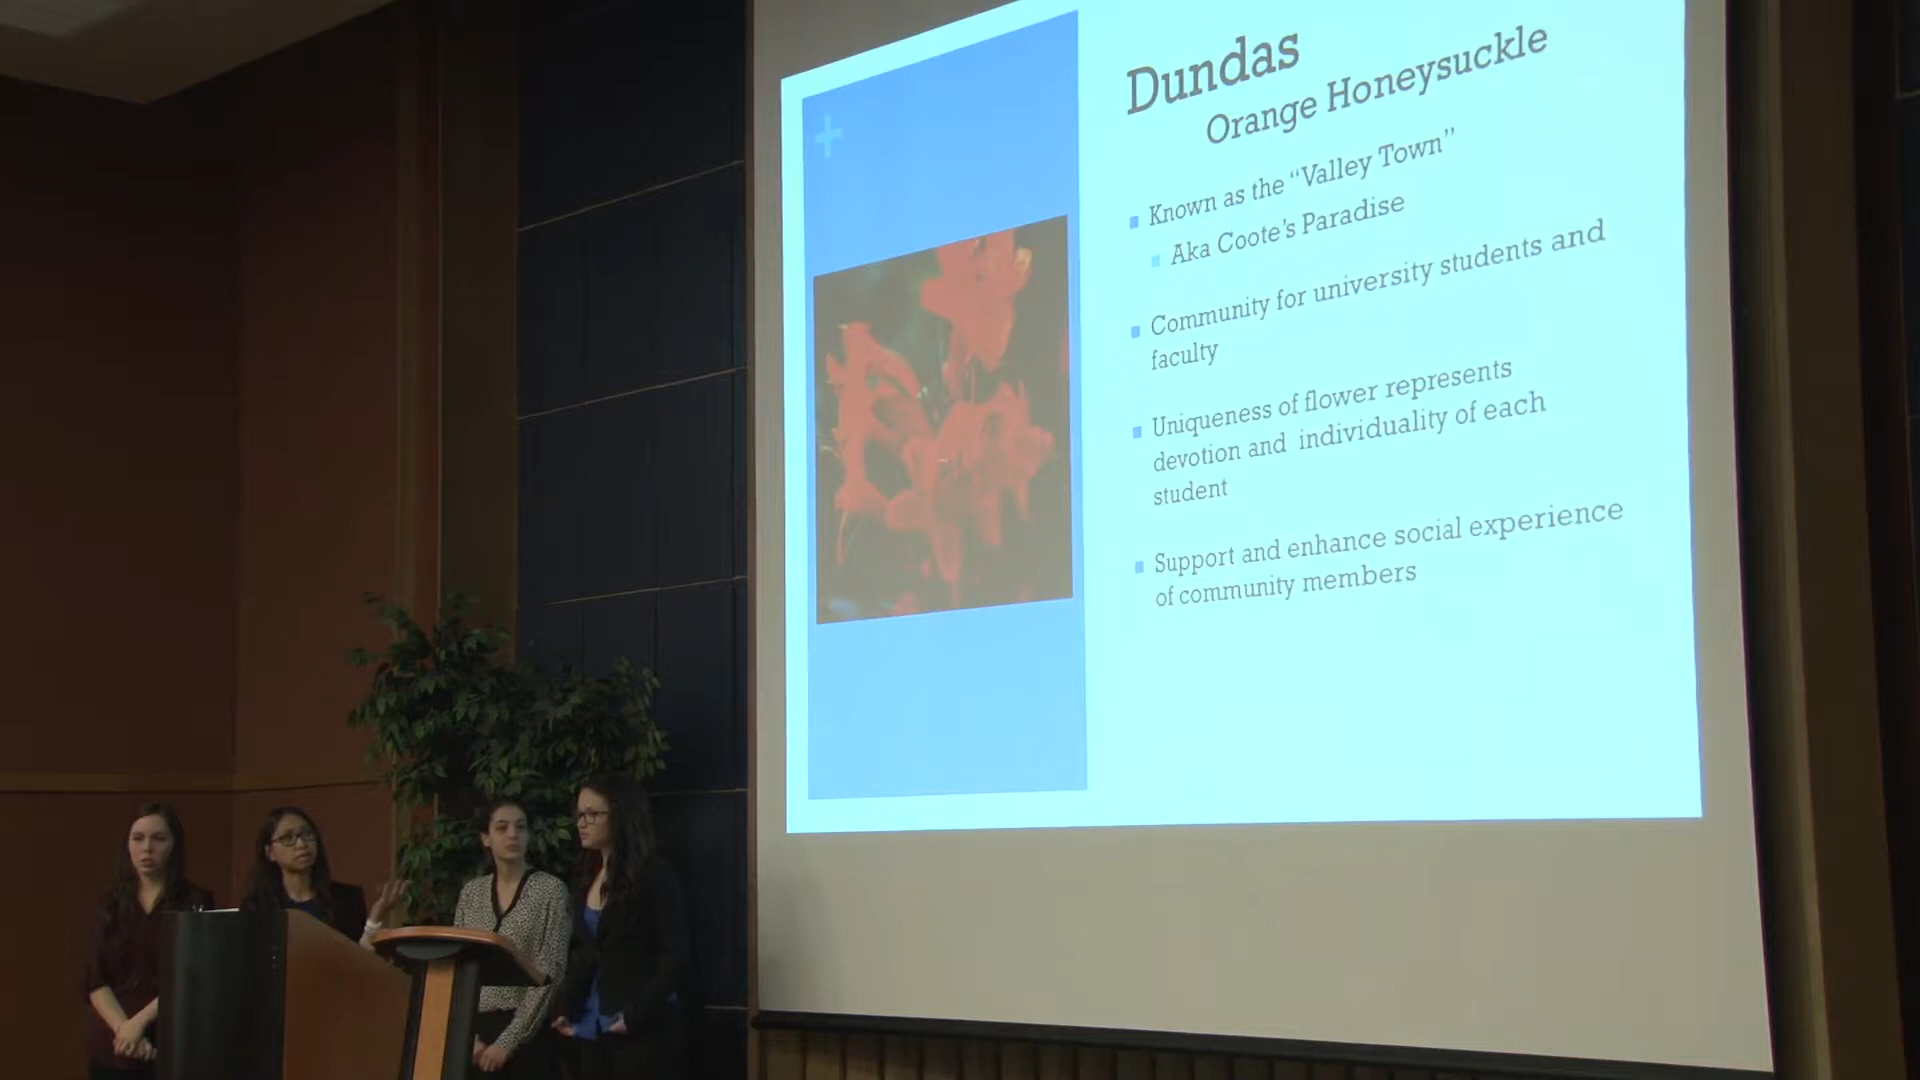 Dundas
Orange Honeysuckle
Known as the “Valley Town”
Aka Coote’s Paradise
Community for university students and
faculty
Uniqueness of flower represents
devotion and individuality of each
student
Support and enhance social experience
of community members